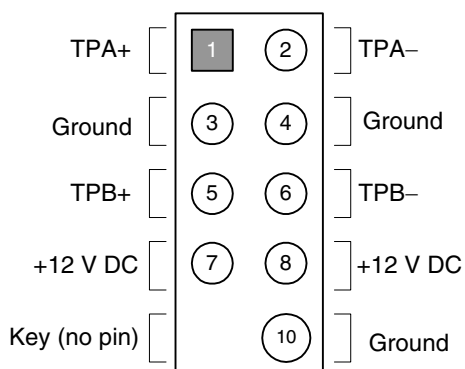 TPA+ 1 2 TPA−
Ground 3 4 Ground
TPB+ 5 6 TPB−
+12 V DC 7 8 +12 V DC
Key (no pin) 10 Ground